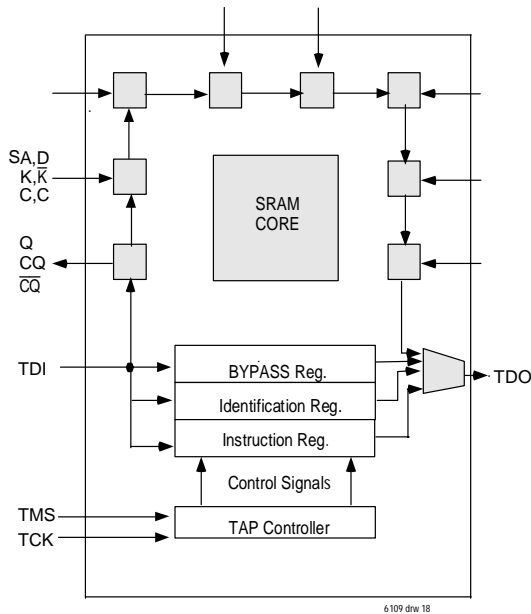 SA,D
K,K̅
C,C
Q
CQ
C̅Q̅
SRAM
CORE
TDI
BYPASS Reg.
TDO
Identification Reg.
Instruction Reg.
Control Signals
TMS
TCK
TAP Controller
6109 drw 18